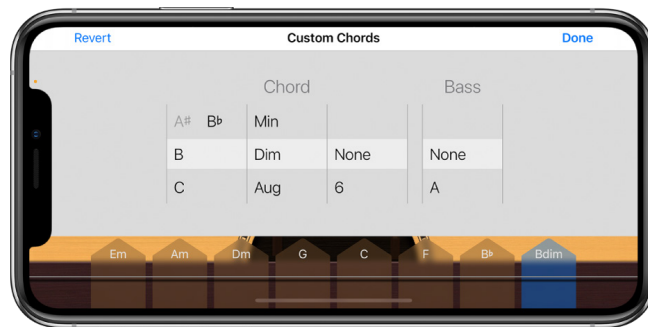 Revert Custom Chords Done
Chord Bass
A# B♭ Min
B Dim None None
C Aug 6 A
Em Am Dm G C F B♭ Bdim